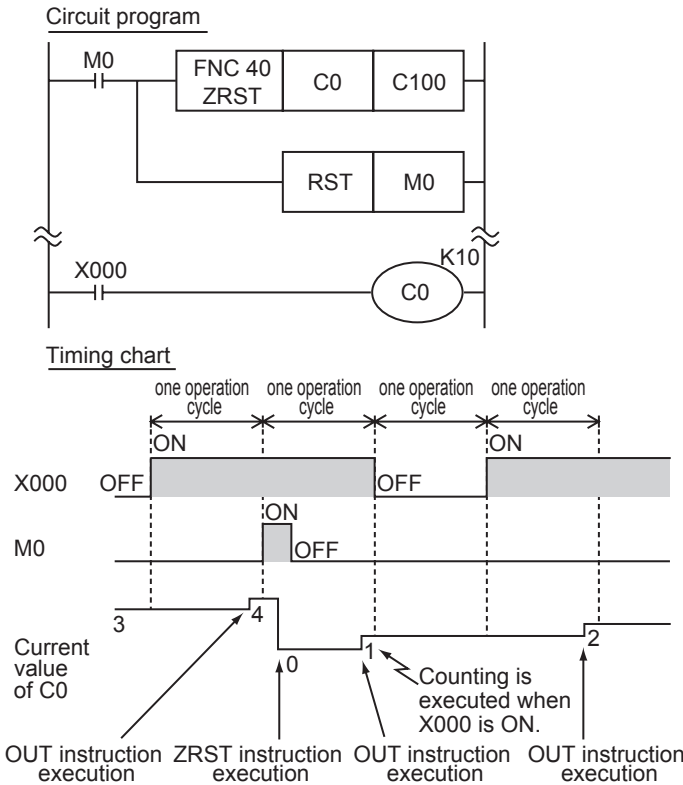 Circuit program
M0
FNC 40
ZRST
C0
C100
RST
M0
X000
K10
C0
Timing chart
one operation
cycle
one operation
cycle
one operation
cycle
one operation
cycle
ON
ON
X000
OFF
OFF
ON
M0
OFF
3
4
2
Current
value
of C0
0
1
Counting is
executed when
X000 is ON.
OUT instruction
execution
ZRST instruction
execution
OUT instruction
execution
OUT instruction
execution